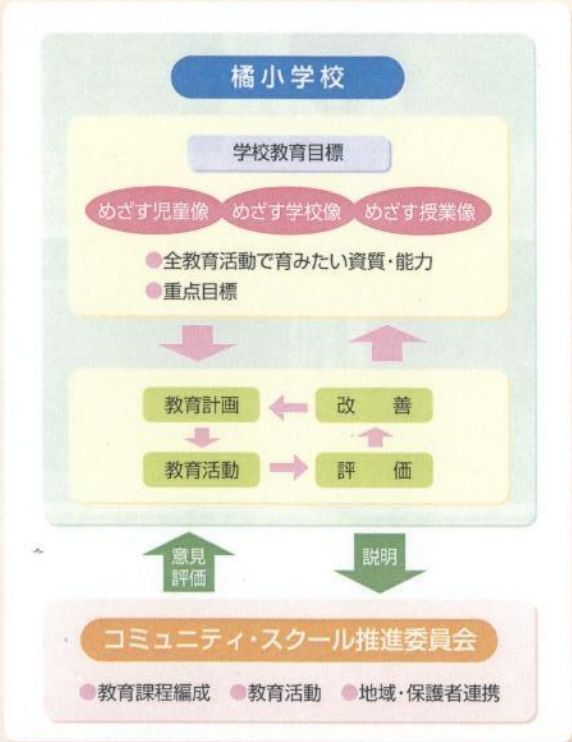 橘小学校
学校教育目標
めざす児童像 めざす学校像 めざす授業像
●全教育活動で育みたい資質・能力
●重点目標
教育計画 改 善
教育活動 評 価
意見
評価
説明
コミュニティ・スクール推進委員会
●教育課程編成 ●教育活動 ●地域・保護者連携